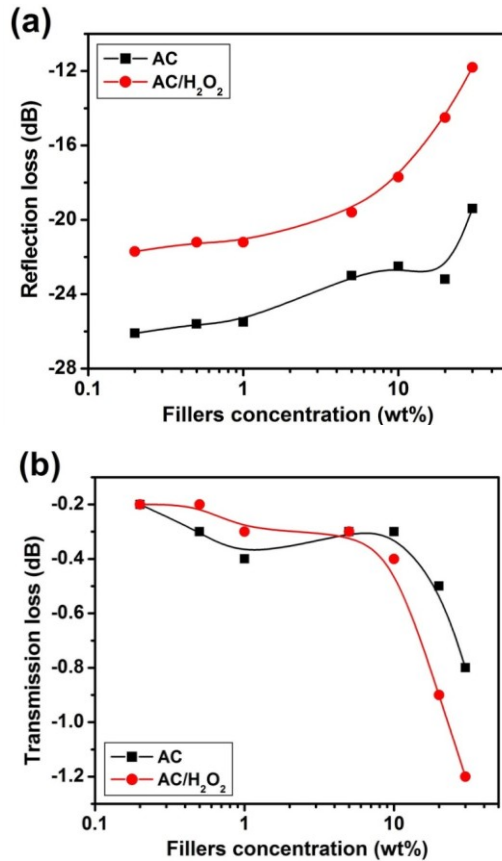 (a)
AC
AC/H₂O₂
-12
-16
-20
-24
-28
Reflection loss (dB)
0.1
1
10
Fillers concentration (wt%)
(b)
-0.2
-0.4
-0.6
-0.8
-1.0
-1.2
Transmission loss (dB)
AC
AC/H₂O₂
0.1
1
10
Fillers concentration (wt%)